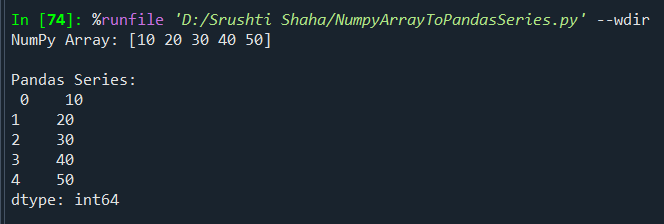 In [74]: %runfile 'D:/Srushti Shaha/NumpyArrayToPandasSeries.py' --wdir
NumPy Array: [10 20 30 40 50]

Pandas Series:
 0    10
1    20
2    30
3    40
4    50
dtype: int64